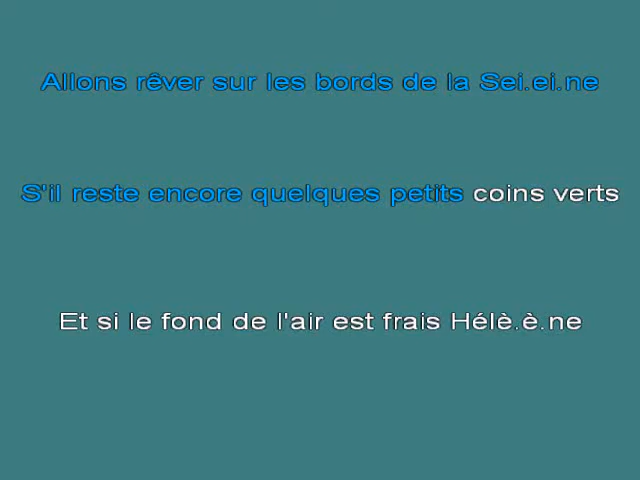 Allons rêver sur les bords de la Sei.ei.ne
S'il reste encore quelques petits coins verts
Et si le fond de l'air est frais Hélè.è.ne